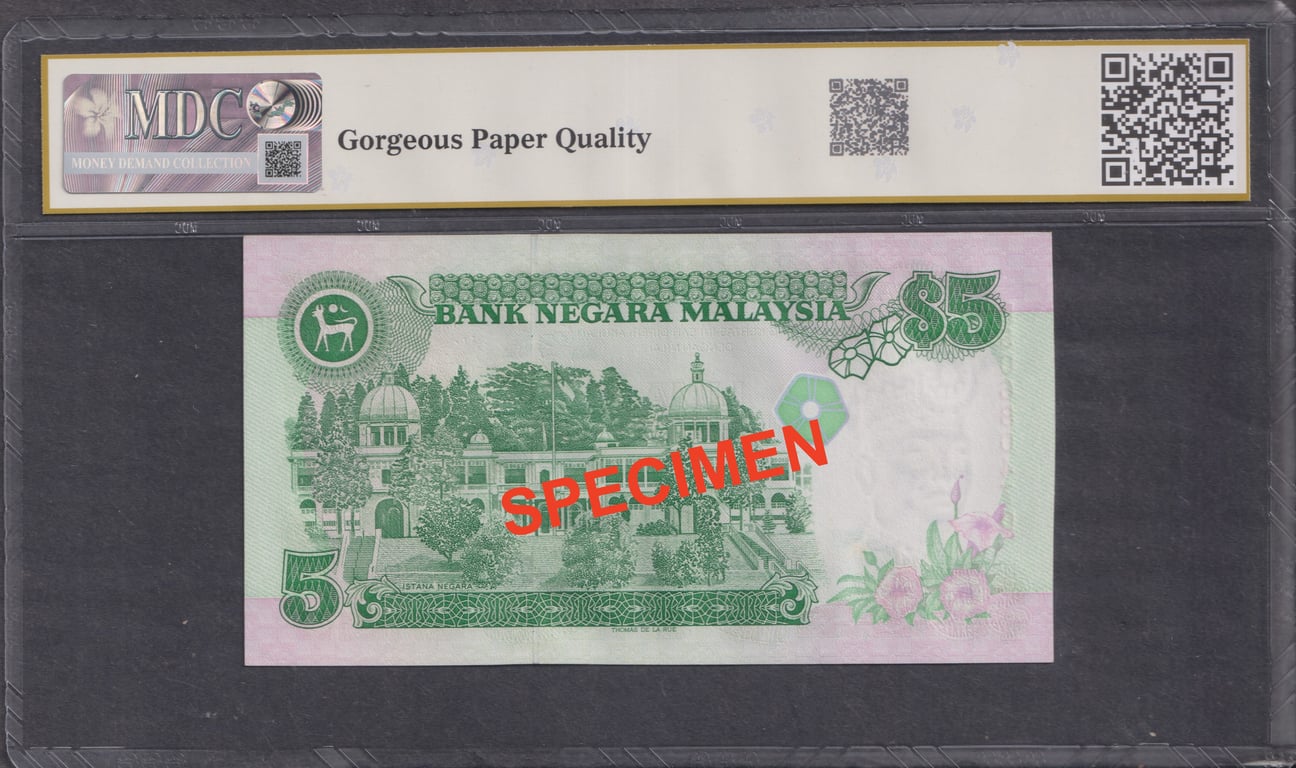 MDC
MONEY DEMAND COLLECTION
Gorgeous Paper Quality
BANK NEGARA MALAYSIA
$5
SPECIMEN
5
ISTANA NEGARA
THOMAS DE LA RUE